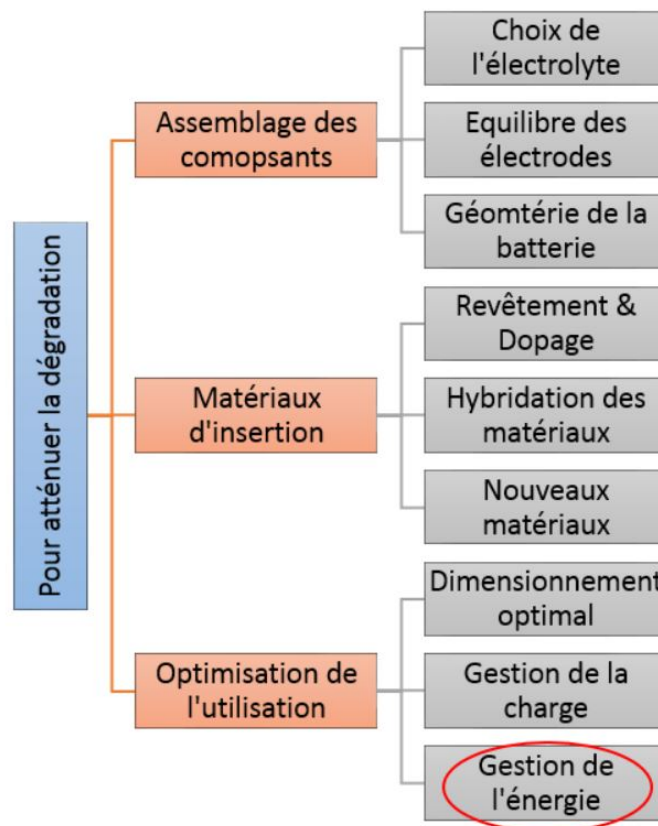 Pour atténuer la dégradation
Assemblage des
comopsants
Choix de
l'électrolyte
Equilibre des
électrodes
Géomtérie de la
batterie
Matériaux
d'insertion
Revêtement &
Dopage
Hybridation des
matériaux
Nouveaux
matériaux
Optimisation de
l'utilisation
Dimensionnement
optimal
Gestion de la
charge
Gestion de
l'énergie